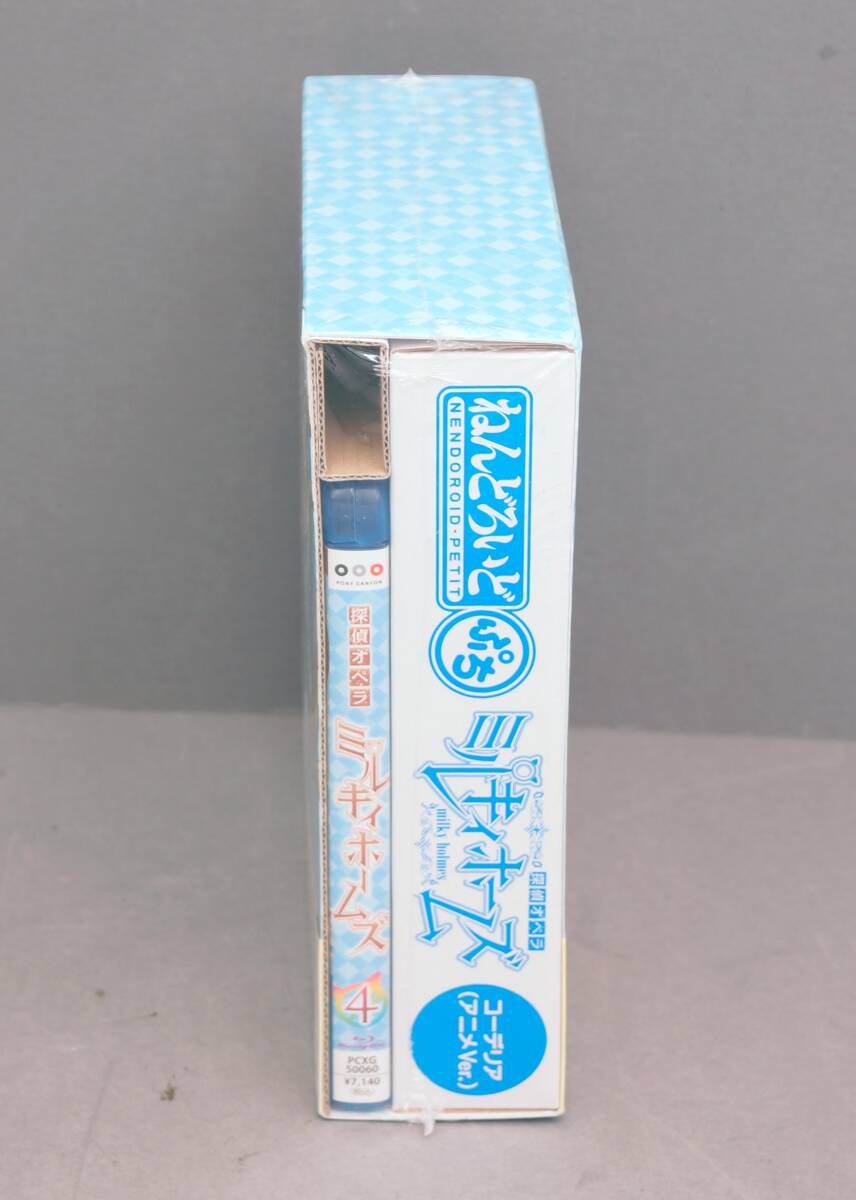 PONY CANYON
探偵オペラ
ミルキィホームズ
4
PCXG
50060
¥7,140
ねんどろいど
NENDOROID・PETIT
ぷち
ミルキィホームズ
milky holmes
探偵オペラ
コーデリア
(アニメVer.)